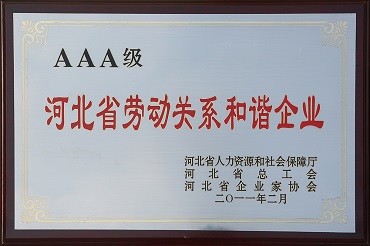 AAA级
河北省劳动关系和谐企业
河北省人力资源和社会保障厅
河北省总工会
河北省企业家协会
二〇一一年二月